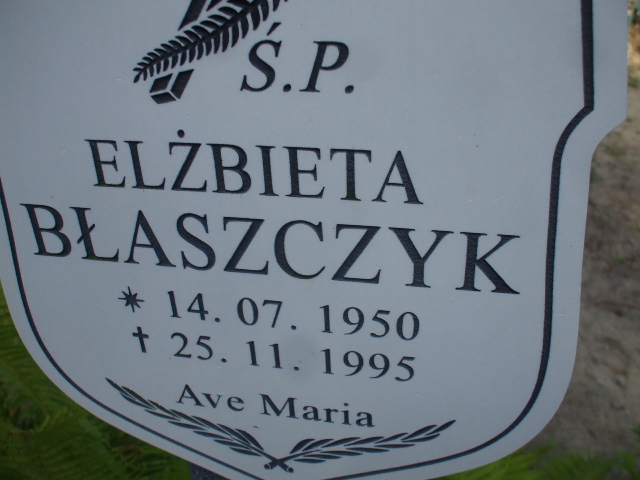 Ś.P.
ELŻBIETA
BŁASZCZYK
* 14. 07. 1950
† 25. 11. 1995
Ave Maria